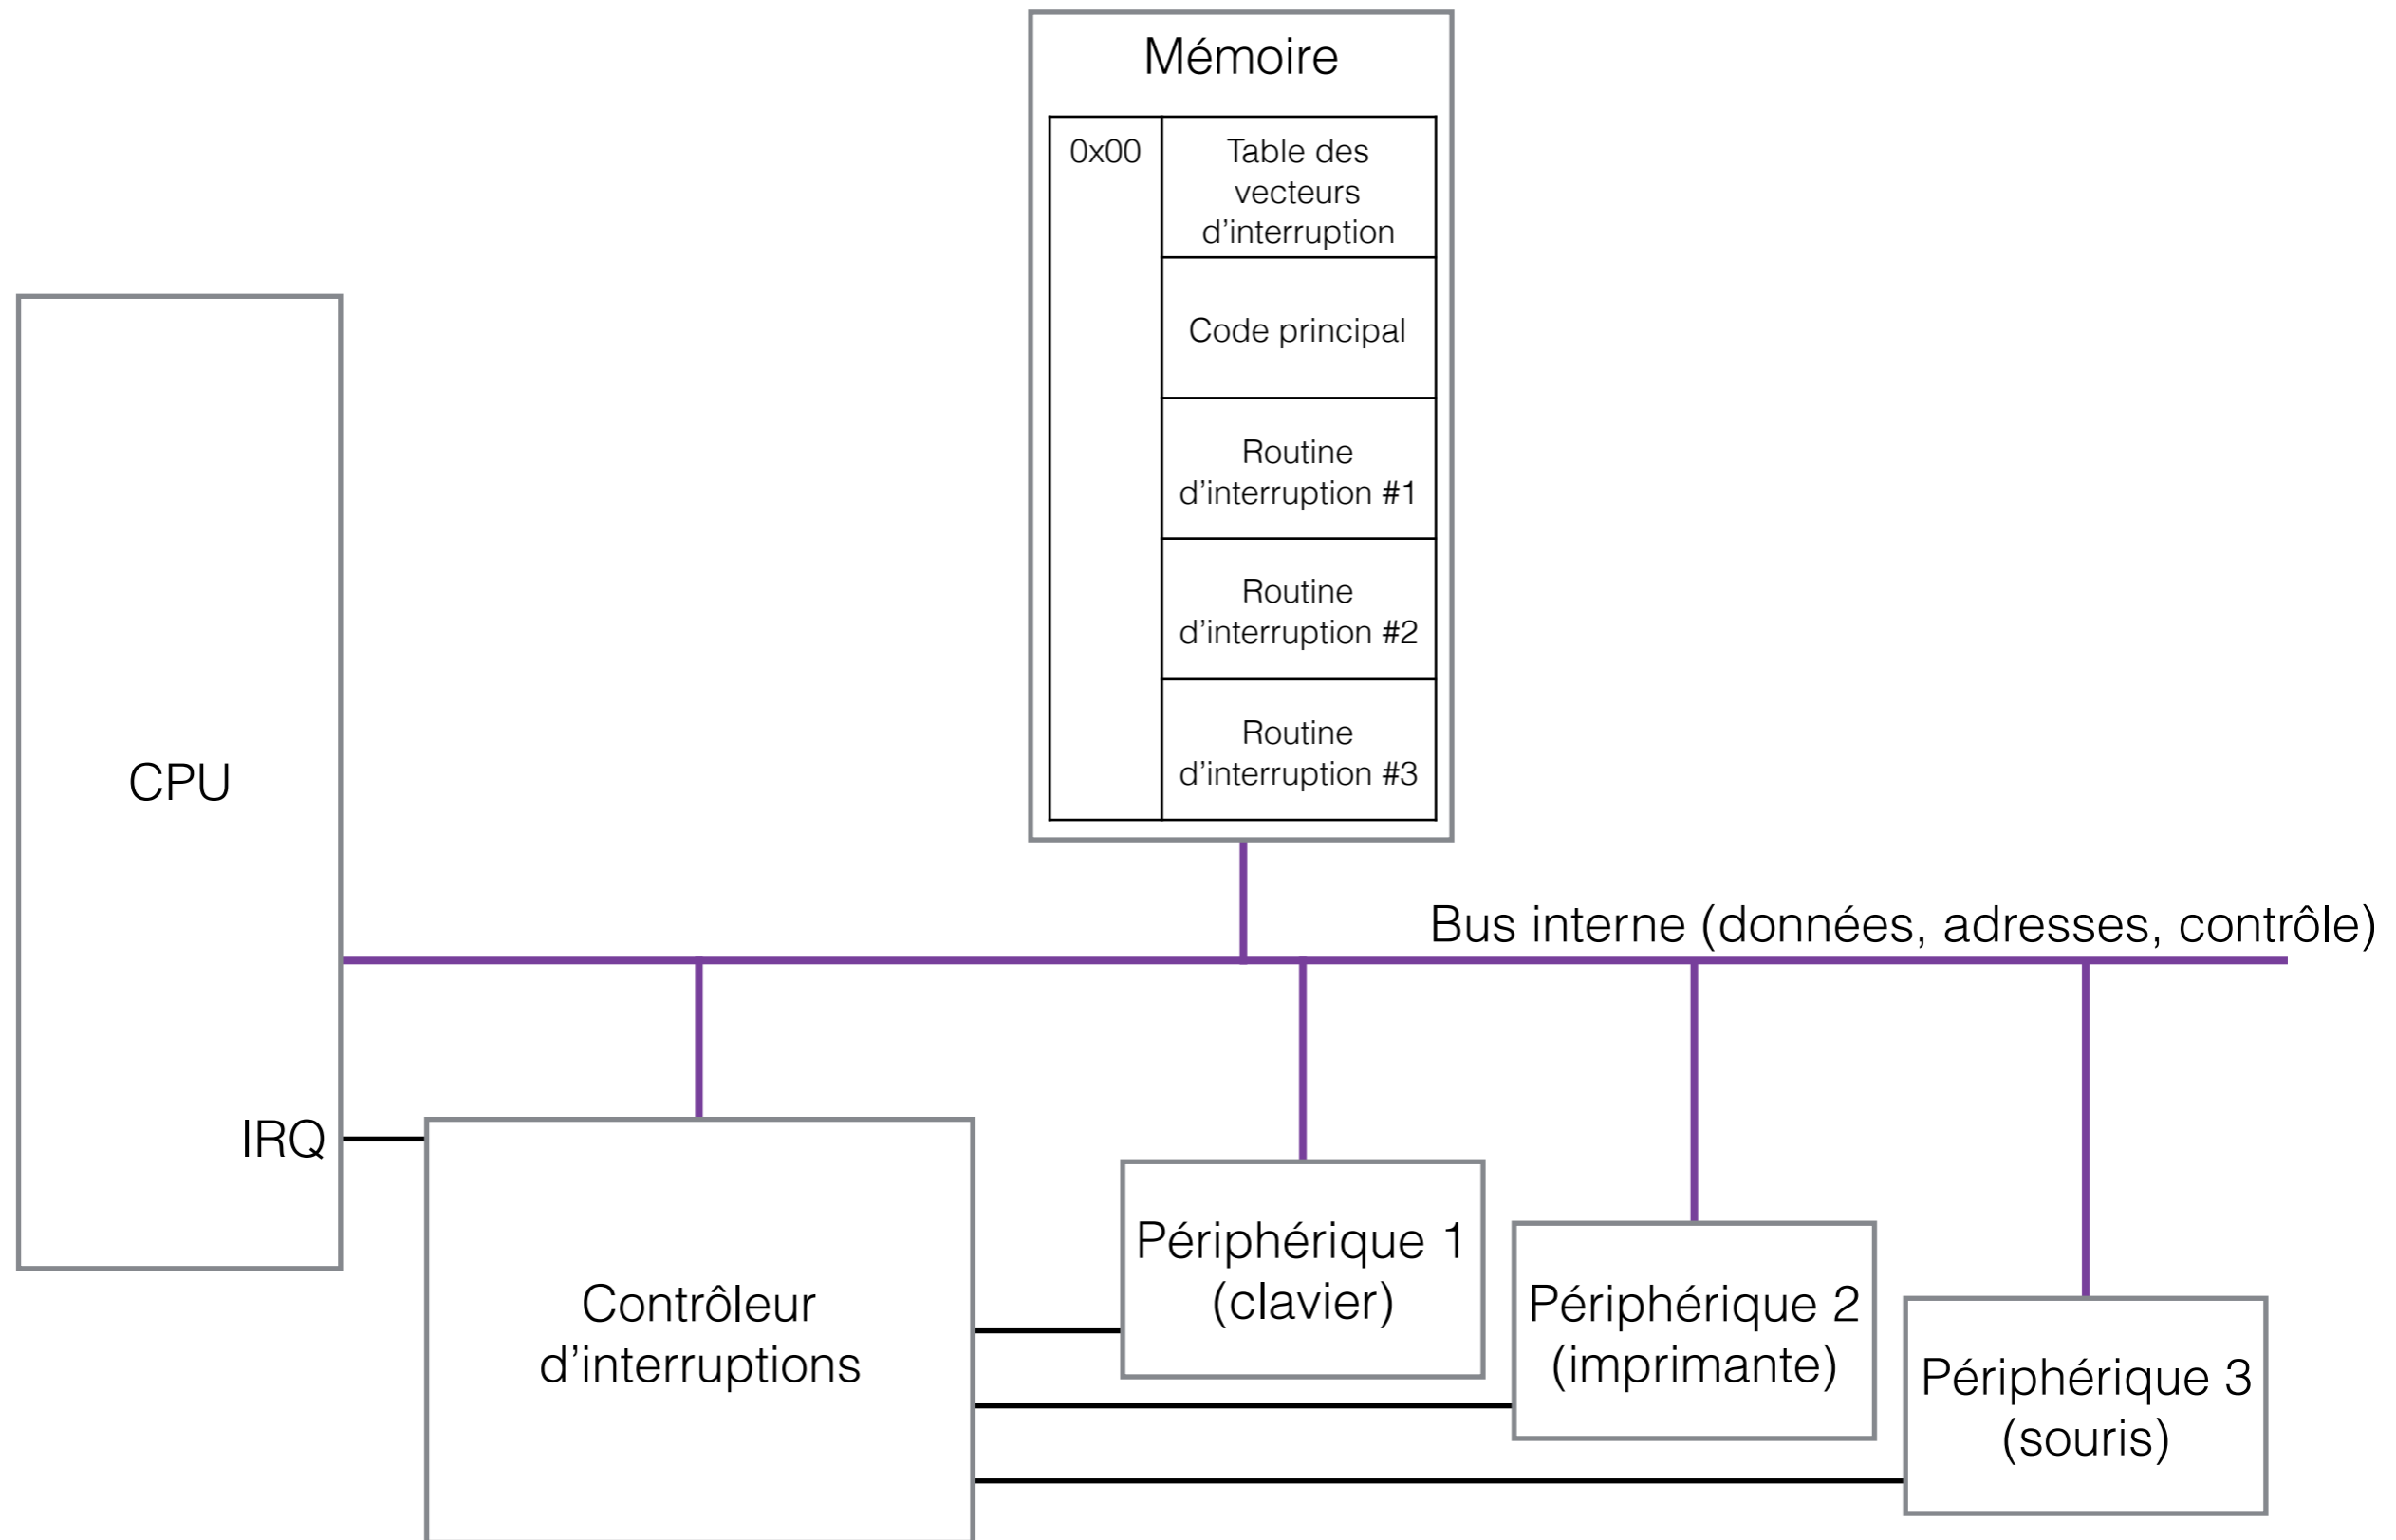 Mémoire
0x00
Table des
vecteurs
d’interruption
Code principal
Routine
d’interruption #1
Routine
d’interruption #2
Routine
d’interruption #3
CPU
Bus interne (données, adresses, contrôle)
IRQ
Contrôleur
d’interruptions
Périphérique 1
(clavier)
Périphérique 2
(imprimante)
Périphérique 3
(souris)